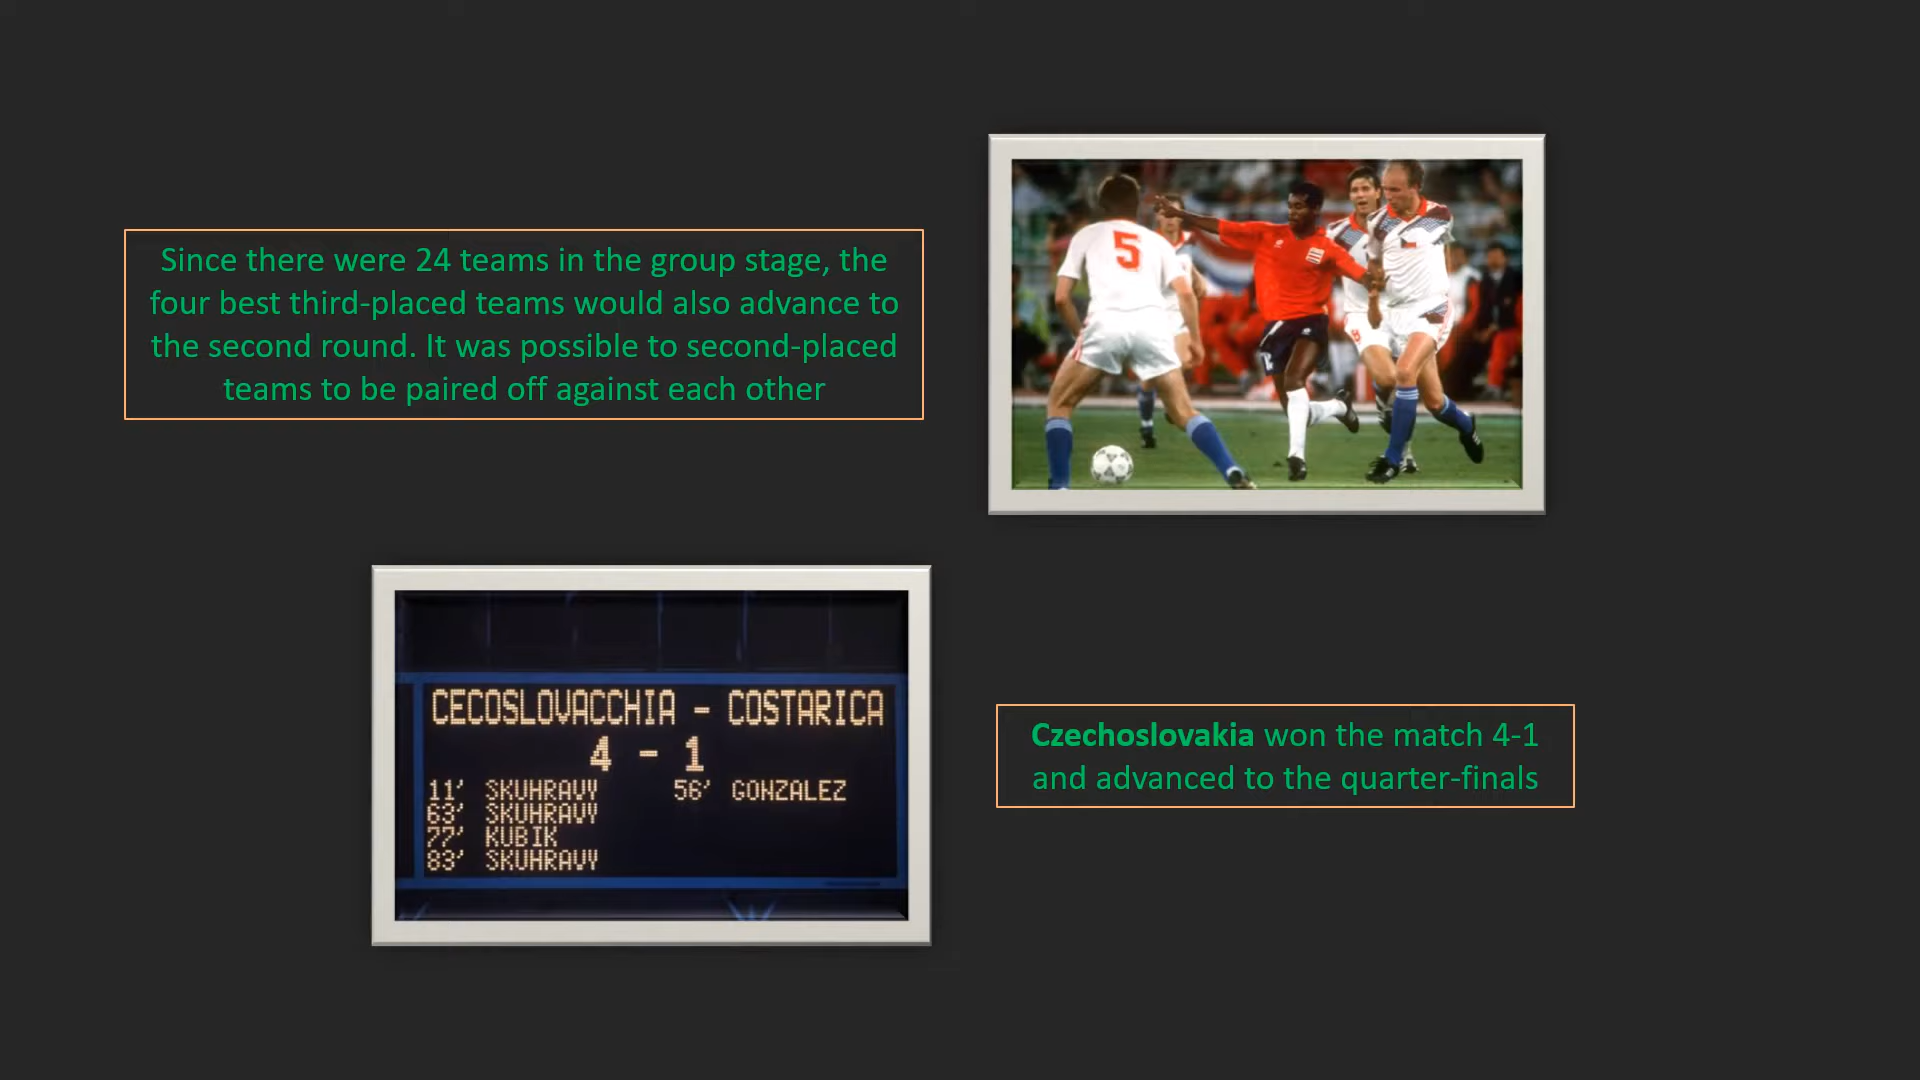 Since there were 24 teams in the group stage, the
four best third-placed teams would also advance to
the second round. It was possible to second-placed
teams to be paired off against each other
5
CECOSLOVACCHIA - COSTARICA
4 - 1
11' SKUHRAVY 56' GONZALEZ
63' SKUHRAVY
77' KUBIK
83' SKUHRAVY
Czechoslovakia won the match 4-1
and advanced to the quarter-finals